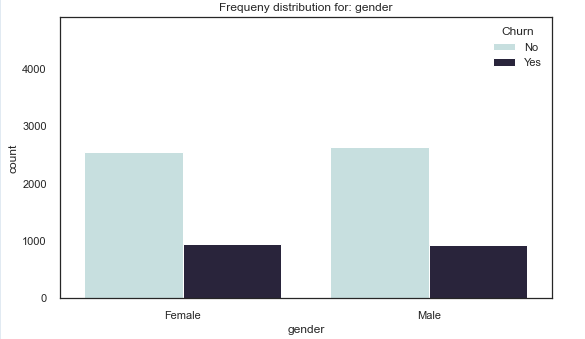 Frequeny distribution for: gender
Churn
No
Yes
4000
3000
2000
1000
0
count
Female
Male
gender